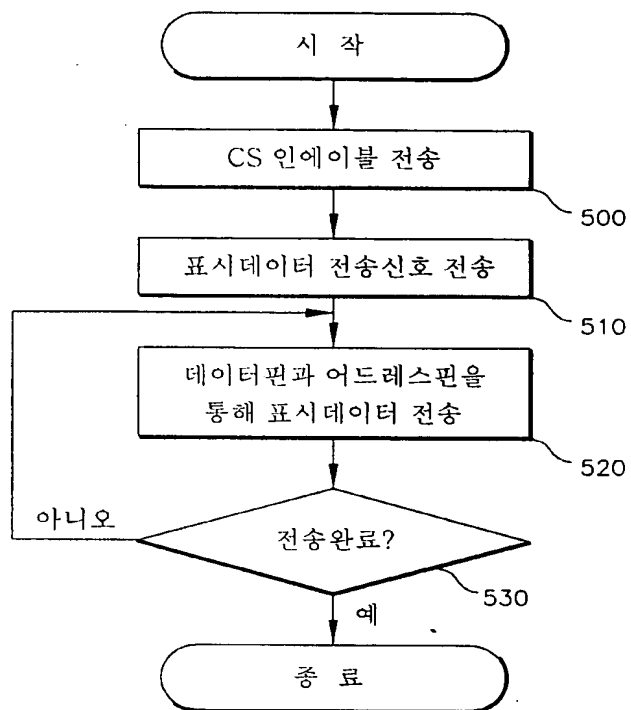 시 작
CS 인에이블 전송
500
표시데이터 전송신호 전송
510
데이터핀과 어드레스핀을
통해 표시데이터 전송
520
아니오
전송완료?
530
예
종 료